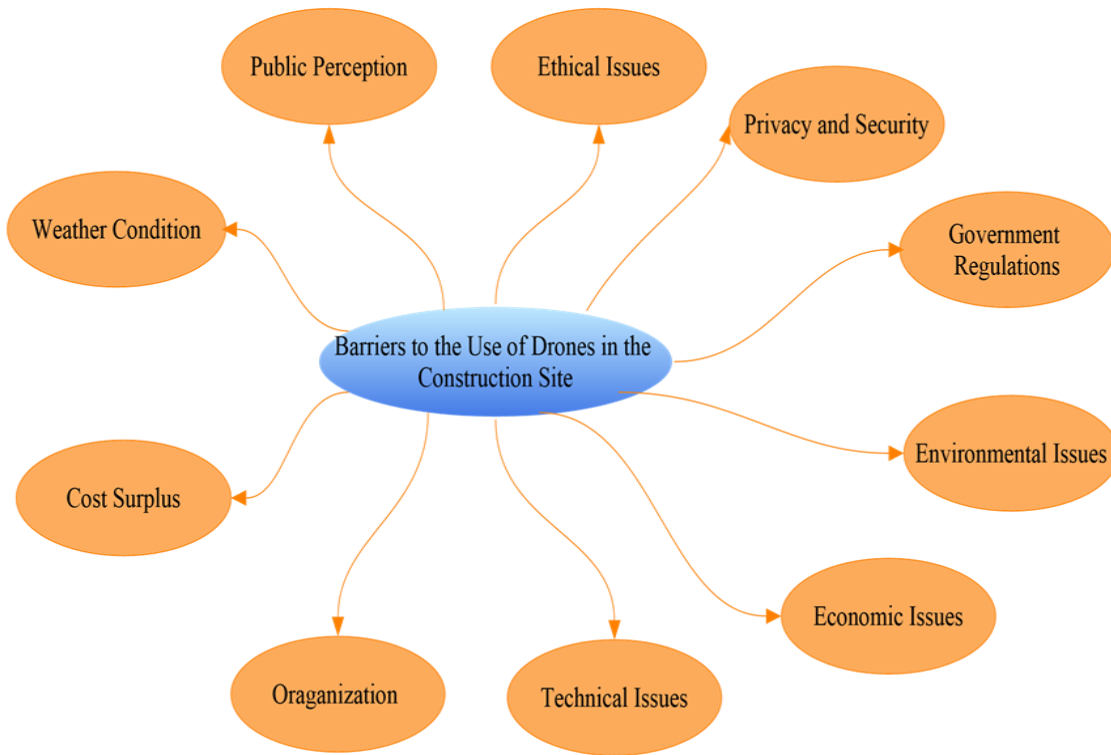 Public Perception
Ethical Issues
Privacy and Security
Weather Condition
Government
Regulations
Barriers to the Use of Drones in the
Construction Site
Environmental Issues
Cost Surplus
Economic Issues
Oraganization
Technical Issues